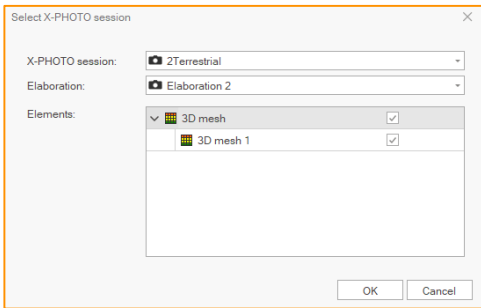 Select X-PHOTO session
X-PHOTO session: 2Terrestrial
Elaboration: Elaboration 2
Elements: 3D mesh
3D mesh 1
OK Cancel